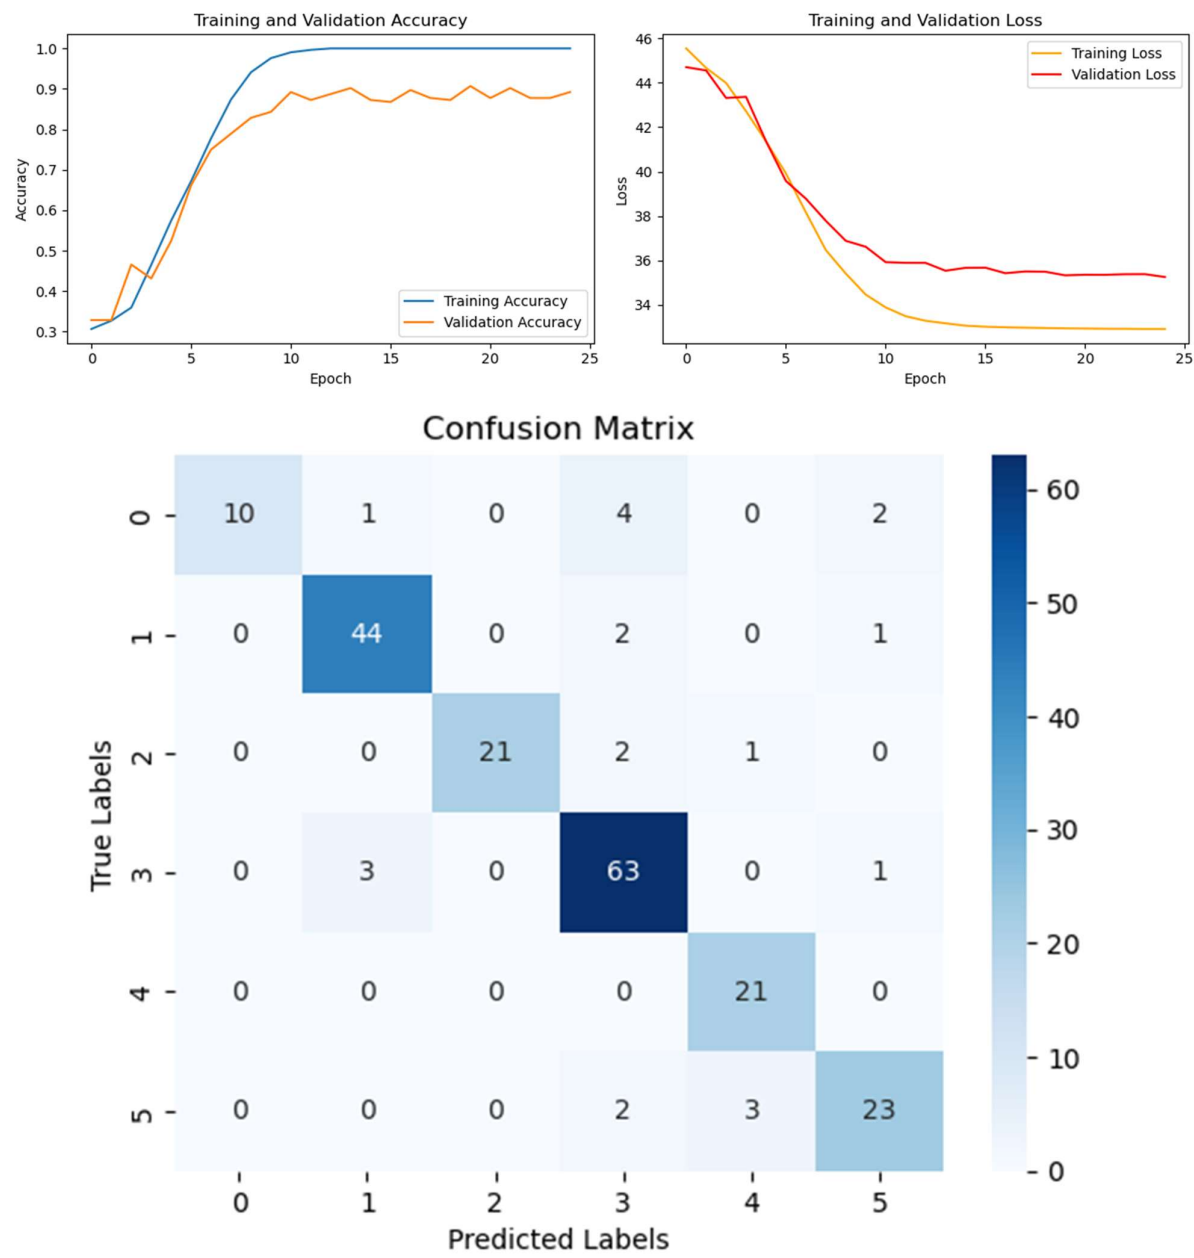 Training and Validation Accuracy
1.0
0.9
0.8
0.7
0.6
0.5
0.4
0.3
Accuracy
Training Accuracy
Validation Accuracy
0 5 10 15 20 25
Epoch
Training and Validation Loss
46
44
42
40
38
36
34
Loss
Training Loss
Validation Loss
0 5 10 15 20 25
Epoch
Confusion Matrix
True Labels
0 10 1 0 4 0 2
1 0 44 0 2 0 1
2 0 0 21 2 1 0
3 0 3 0 63 0 1
4 0 0 0 0 21 0
5 0 0 0 2 3 23
0 1 2 3 4 5
Predicted Labels
60
50
40
30
20
10
0